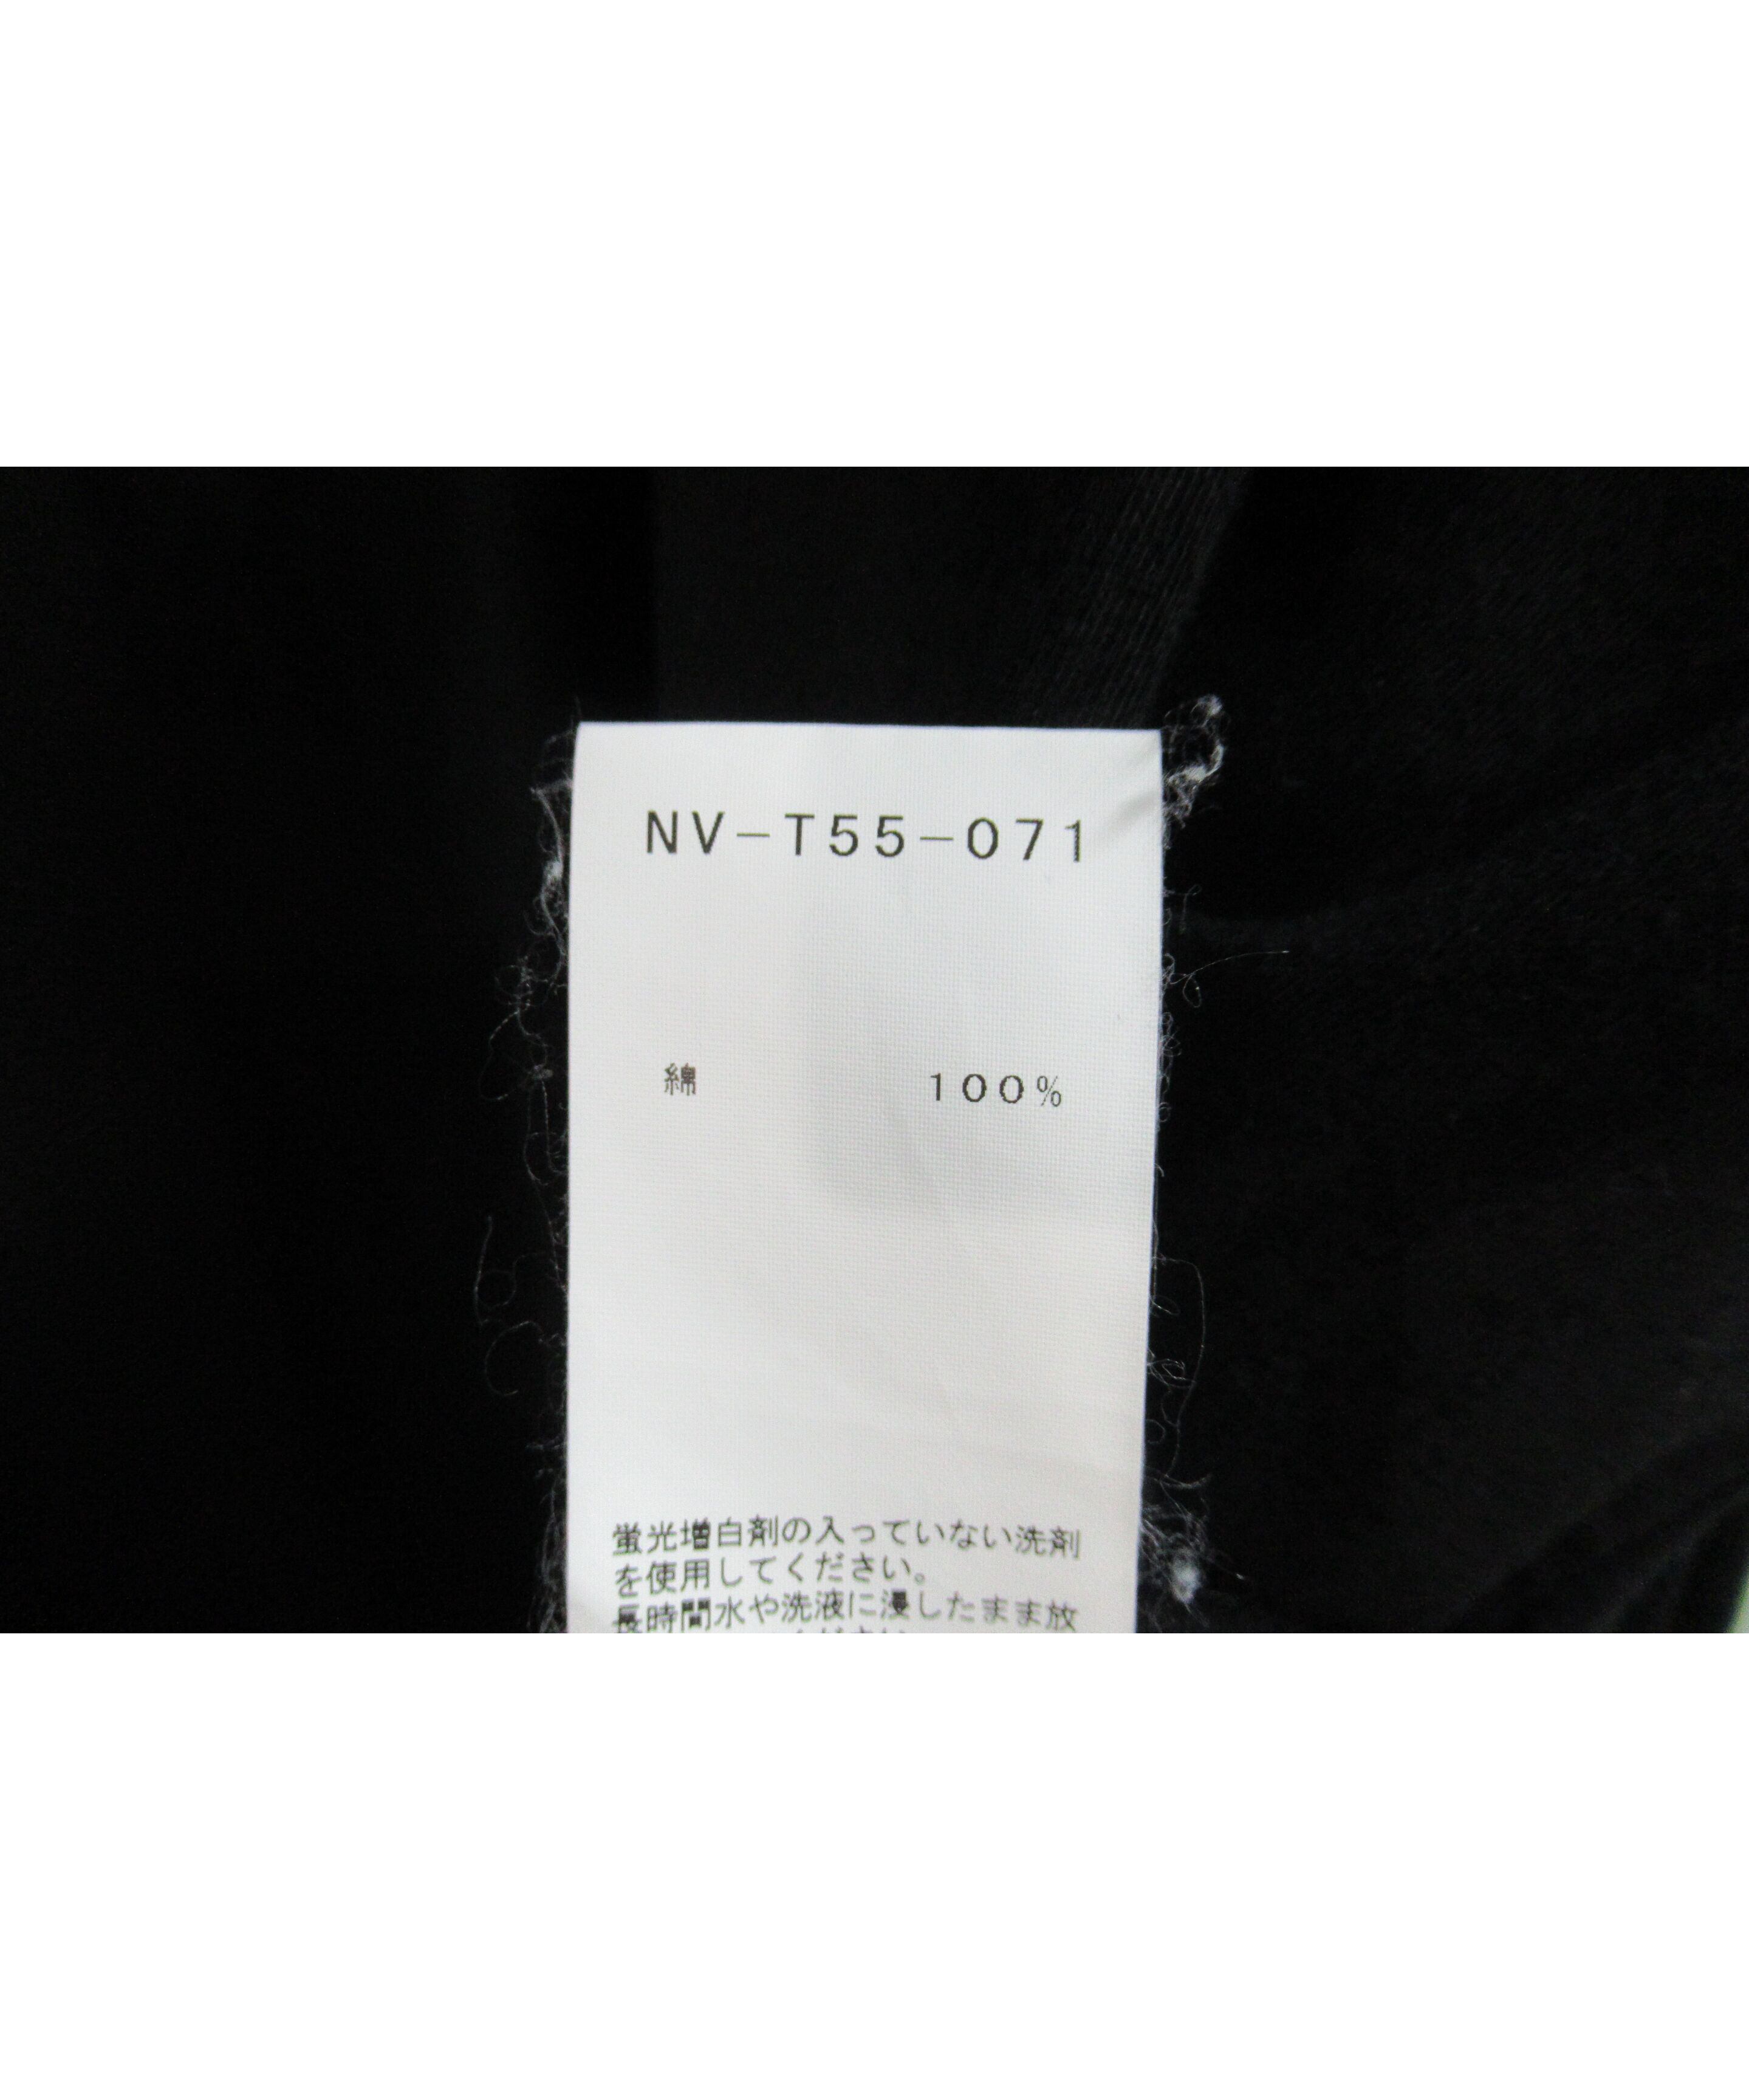 NV-T55-071
綿 100%
蛍光増白剤の入っていない洗剤
を使用してください。
長時間水や洗液に浸したまま放